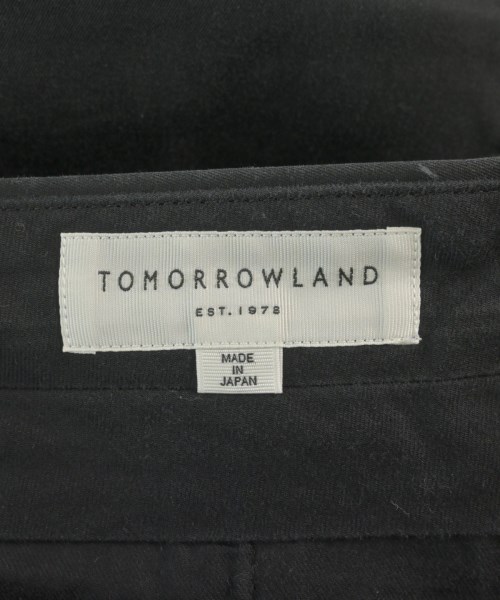 TOMORROWLAND
EST. 1978
MADE
IN
JAPAN